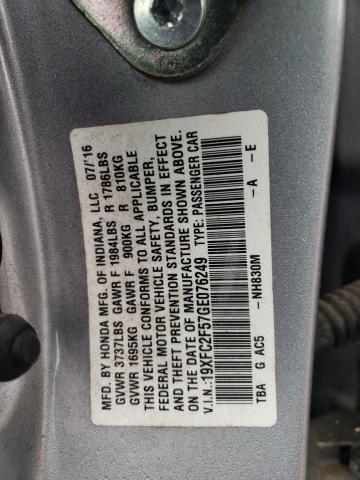 MFD. BY HONDA MFG. OF INDIANA, LLC 07/'16
GVWR 3737LBS GAWR F 1984LBS R 1786LBS
GVWR 1695KG GAWR F 900KG R 810KG
THIS VEHICLE CONFORMS TO ALL APPLICABLE
FEDERAL MOTOR VEHICLE SAFETY, BUMPER,
AND THEFT PREVENTION STANDARDS IN EFFECT
ON THE DATE OF MANUFACTURE SHOWN ABOVE.
V.I.N.:19XFC2F57GE076249 TYPE: PASSENGER CAR
TBA G AC5 -NH830M -A -E